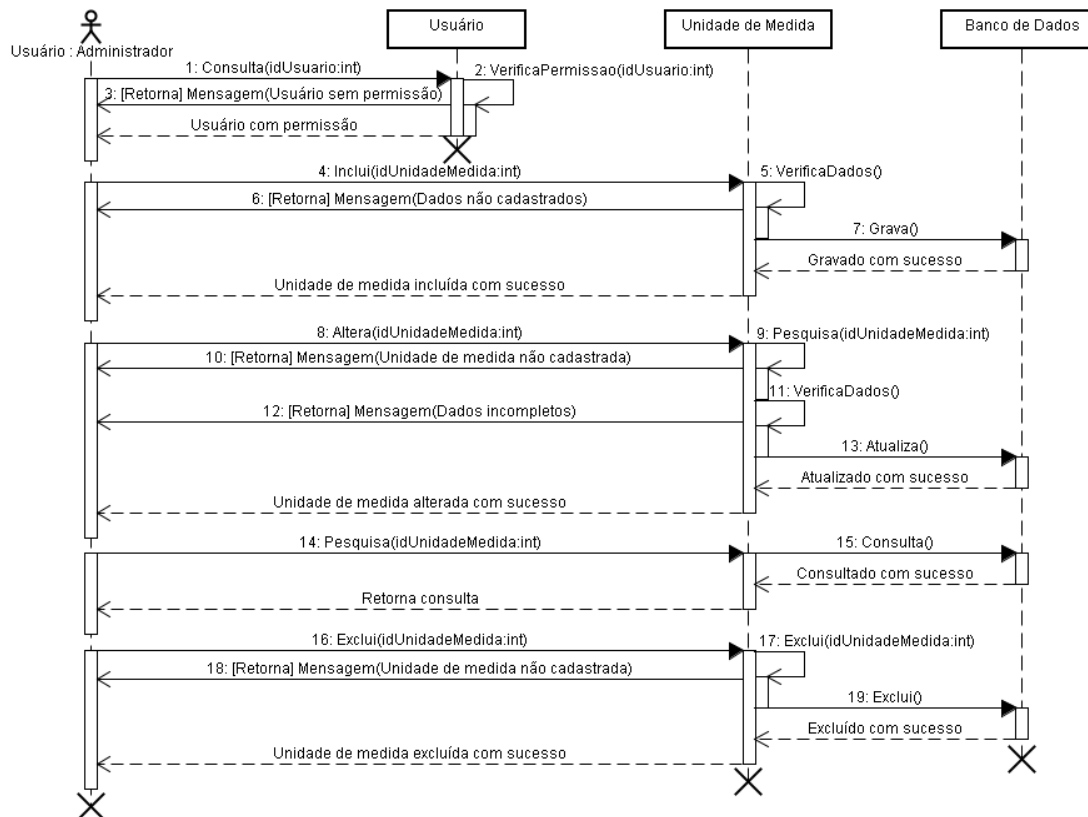 Usuário : Administrador
Usuário
Unidade de Medida
Banco de Dados
1: Consulta(idUsuario:int)
2: VerificaPermissao(idUsuario:int)
3: [Retorna] Mensagem(Usuário sem permissão)
Usuário com permissão
4: Inclui(idUnidadeMedida:int)
5: VerificaDados()
6: [Retorna] Mensagem(Dados não cadastrados)
7: Grava()
Gravado com sucesso
Unidade de medida incluída com sucesso
8: Altera(idUnidadeMedida:int)
9: Pesquisa(idUnidadeMedida:int)
10: [Retorna] Mensagem(Unidade de medida não cadastrada)
11: VerificaDados()
12: [Retorna] Mensagem(Dados incompletos)
13: Atualiza()
Atualizado com sucesso
Unidade de medida alterada com sucesso
14: Pesquisa(idUnidadeMedida:int)
15: Consulta()
Consultado com sucesso
Retorna consulta
16: Exclui(idUnidadeMedida:int)
17: Exclui(idUnidadeMedida:int)
18: [Retorna] Mensagem(Unidade de medida não cadastrada)
19: Exclui()
Excluído com sucesso
Unidade de medida excluída com sucesso